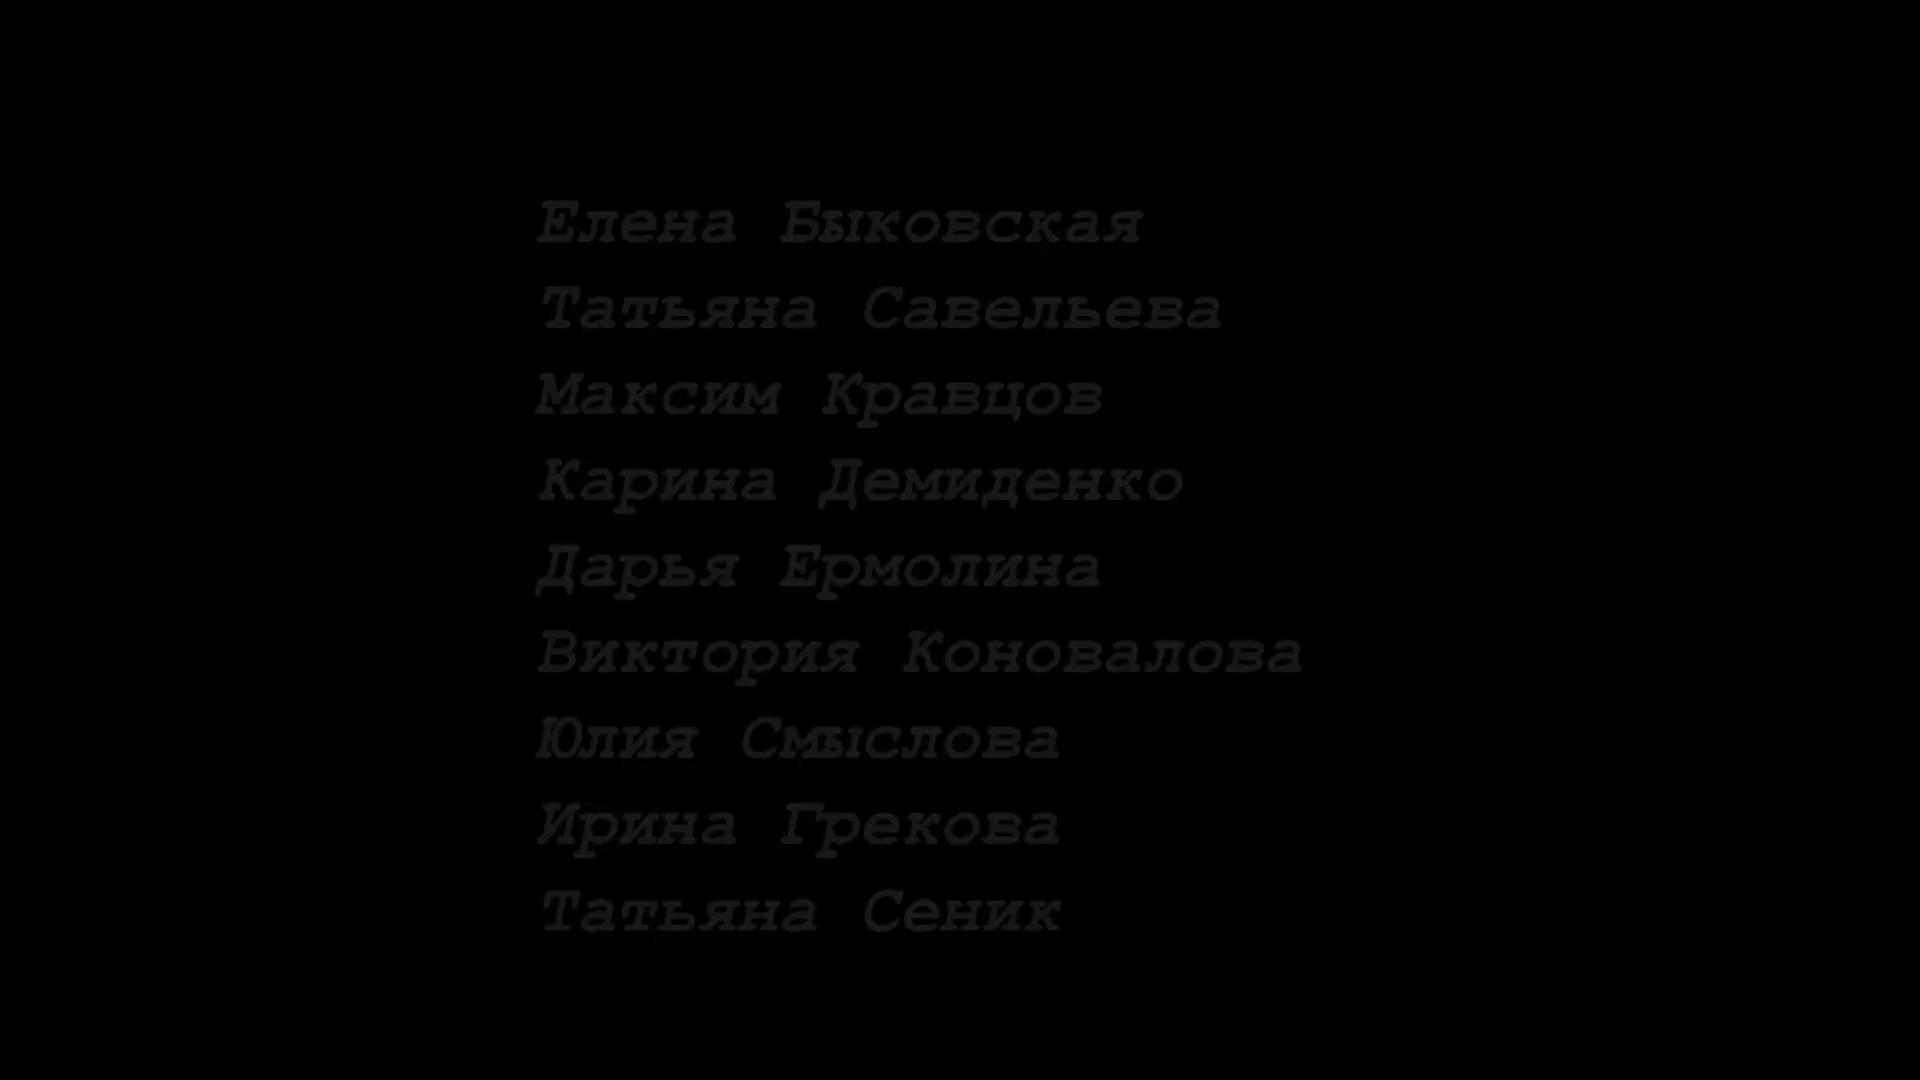 Елена Быковская
Татьяна Савельева
Максим Кравцов
Карина Демиденко
Дарья Ермолина
Виктория Коновалова
Юлия Смыслова
Ирина Грекова
Татьяна Сеник